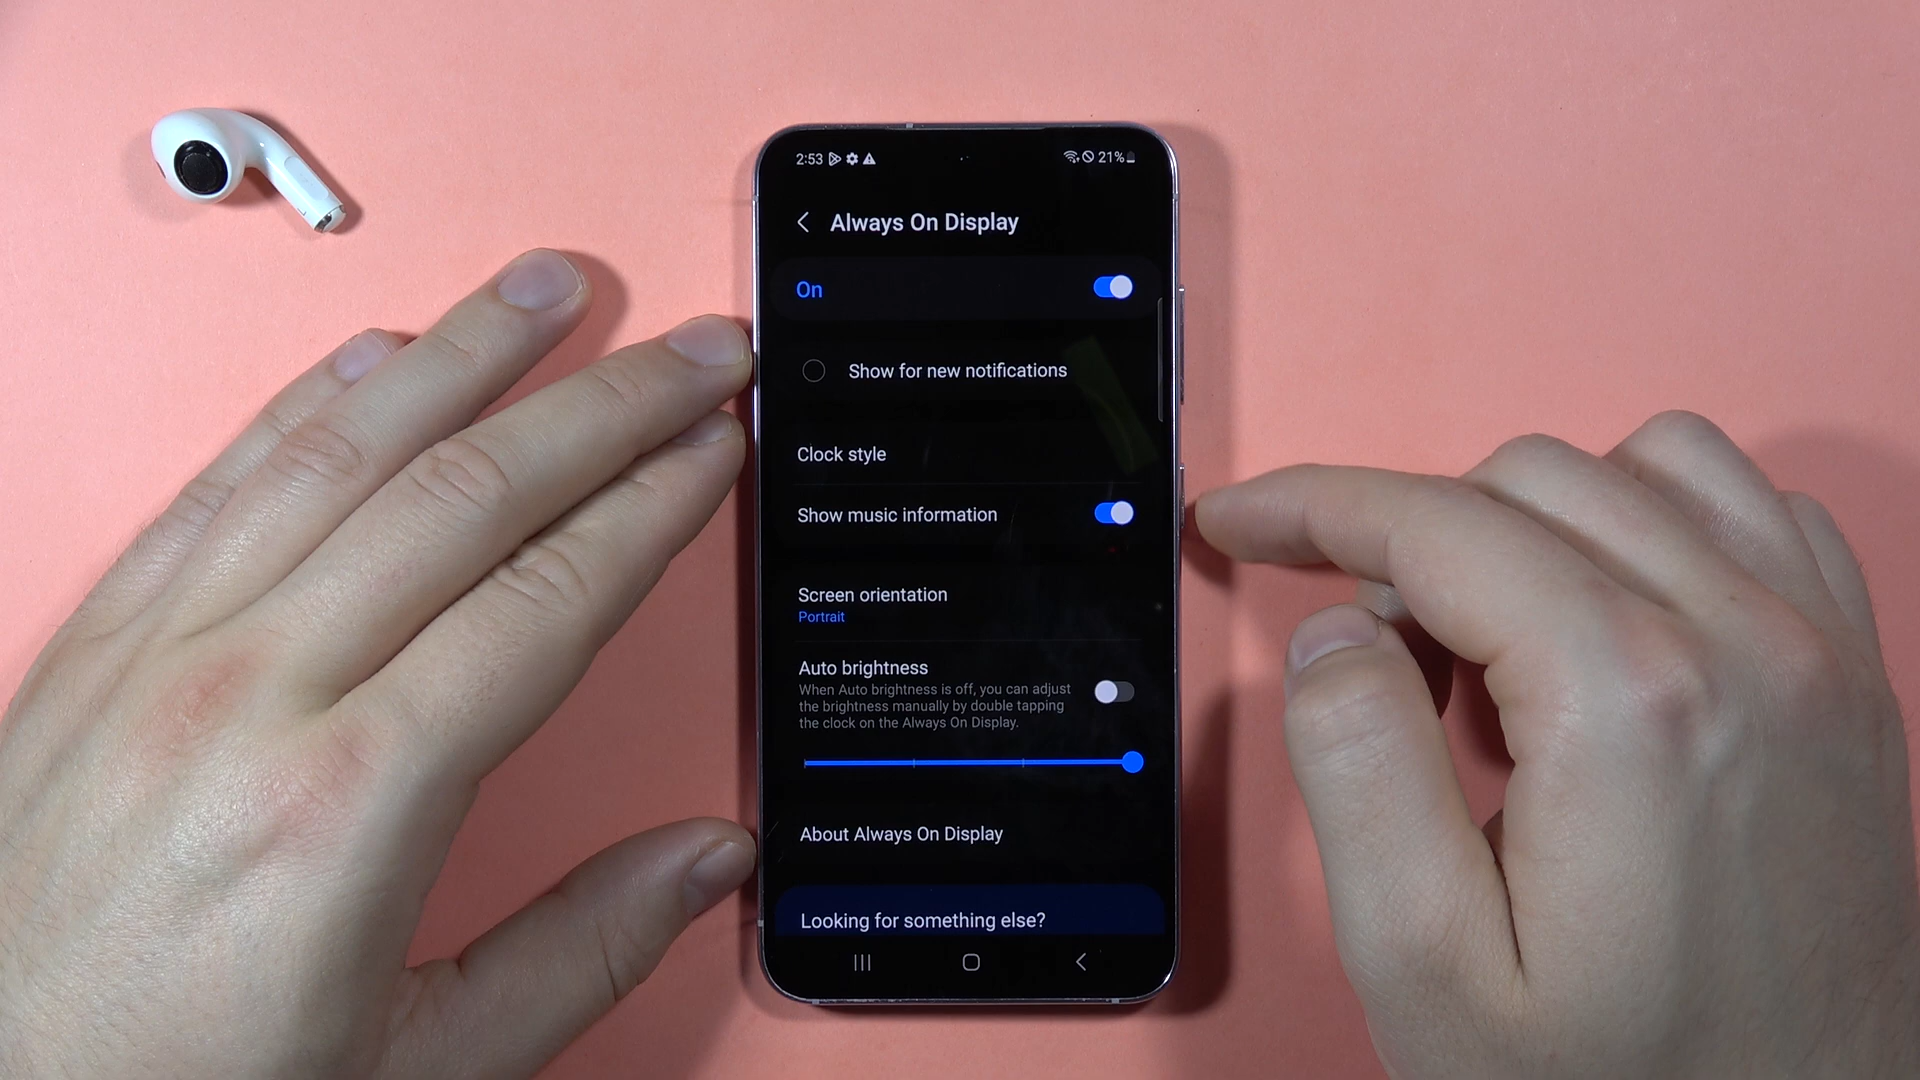 2:53
21%
Always On Display
On
Show for new notifications
Clock style
Show music information
Screen orientation
Portrait
Auto brightness
When Auto brightness is off, you can adjust
the brightness manually by double tapping
the clock on the Always On Display.
About Always On Display
Looking for something else?